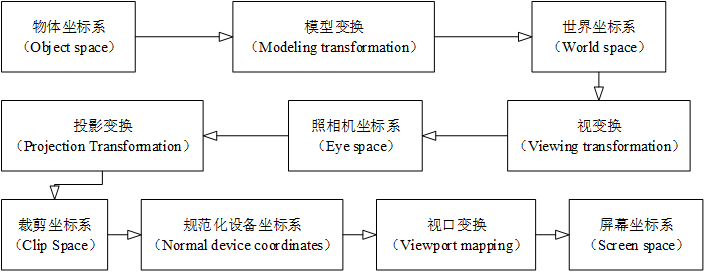 物体坐标系
（Object space）
模型变换
（Modeling transformation）
世界坐标系
（World space）
视变换
（Viewing transformation）
照相机坐标系
（Eye space）
投影变换
（Projection Transformation）
裁剪坐标系
（Clip Space）
规范化设备坐标系
（Normal device coordinates）
视口变换
（Viewport mapping）
屏幕坐标系
（Screen space）